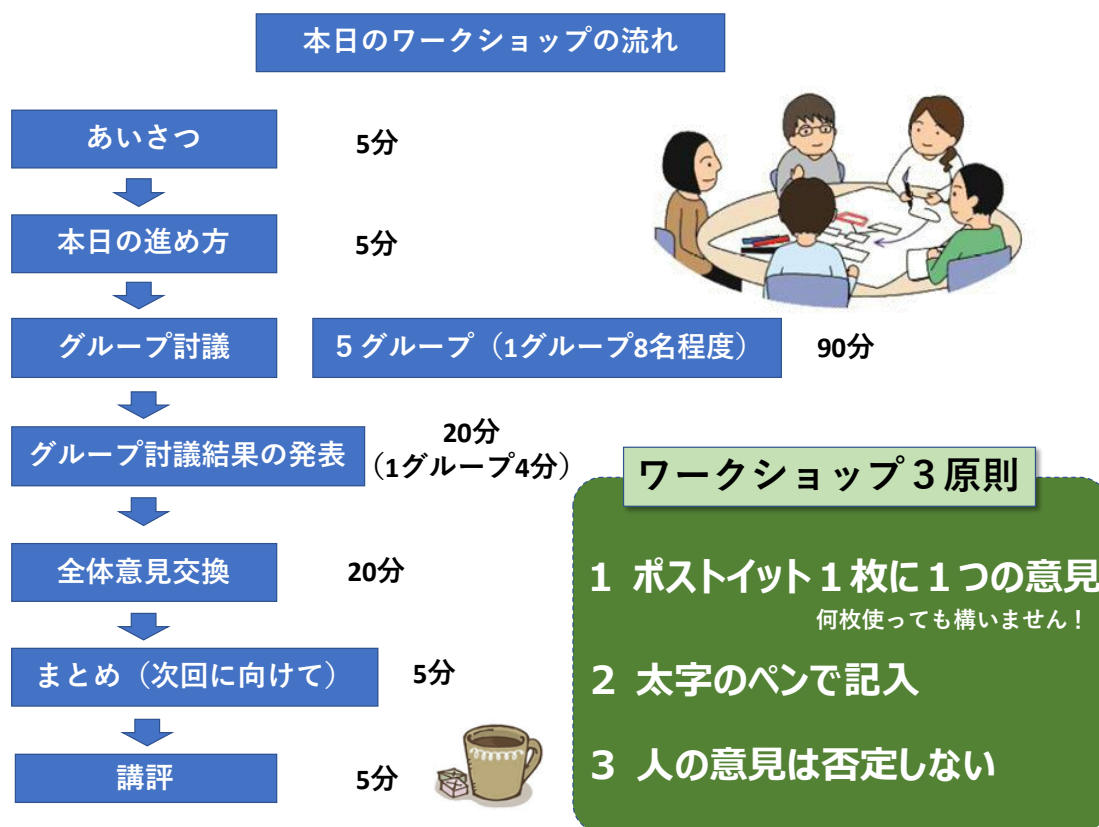 本日のワークショップの流れ
あいさつ
5分
本日の進め方
5分
グループ討議
5グループ（1グループ8名程度）
90分
グループ討議結果の発表
20分
（1グループ4分）
全体意見交換
20分
まとめ（次回に向けて）
5分
講評
5分
ワークショップ3原則
1 ポストイット1枚に1つの意見
何枚使っても構いません！
2 太字のペンで記入
3 人の意見は否定しない